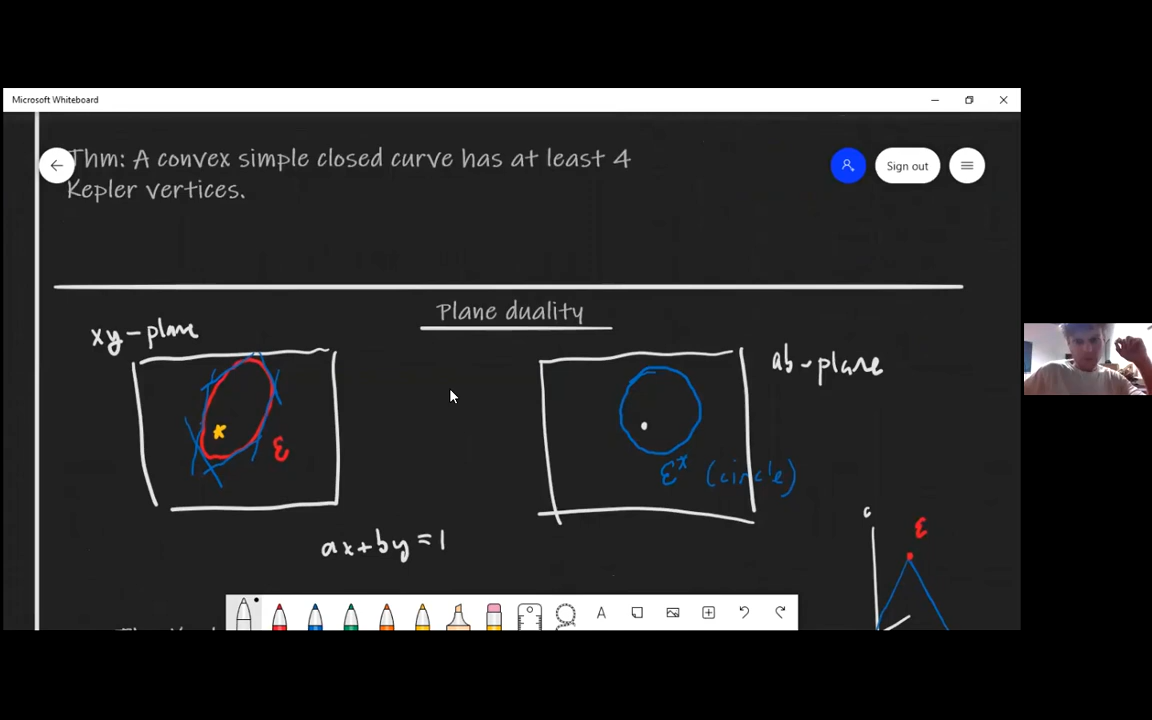 Microsoft Whiteboard
Thm: A convex simple closed curve has at least 4
Kepler vertices.
Sign out
Plane duality
xy-plane
ab-plane
ε
ε* (circle)
ax+by=1
c
ε
A